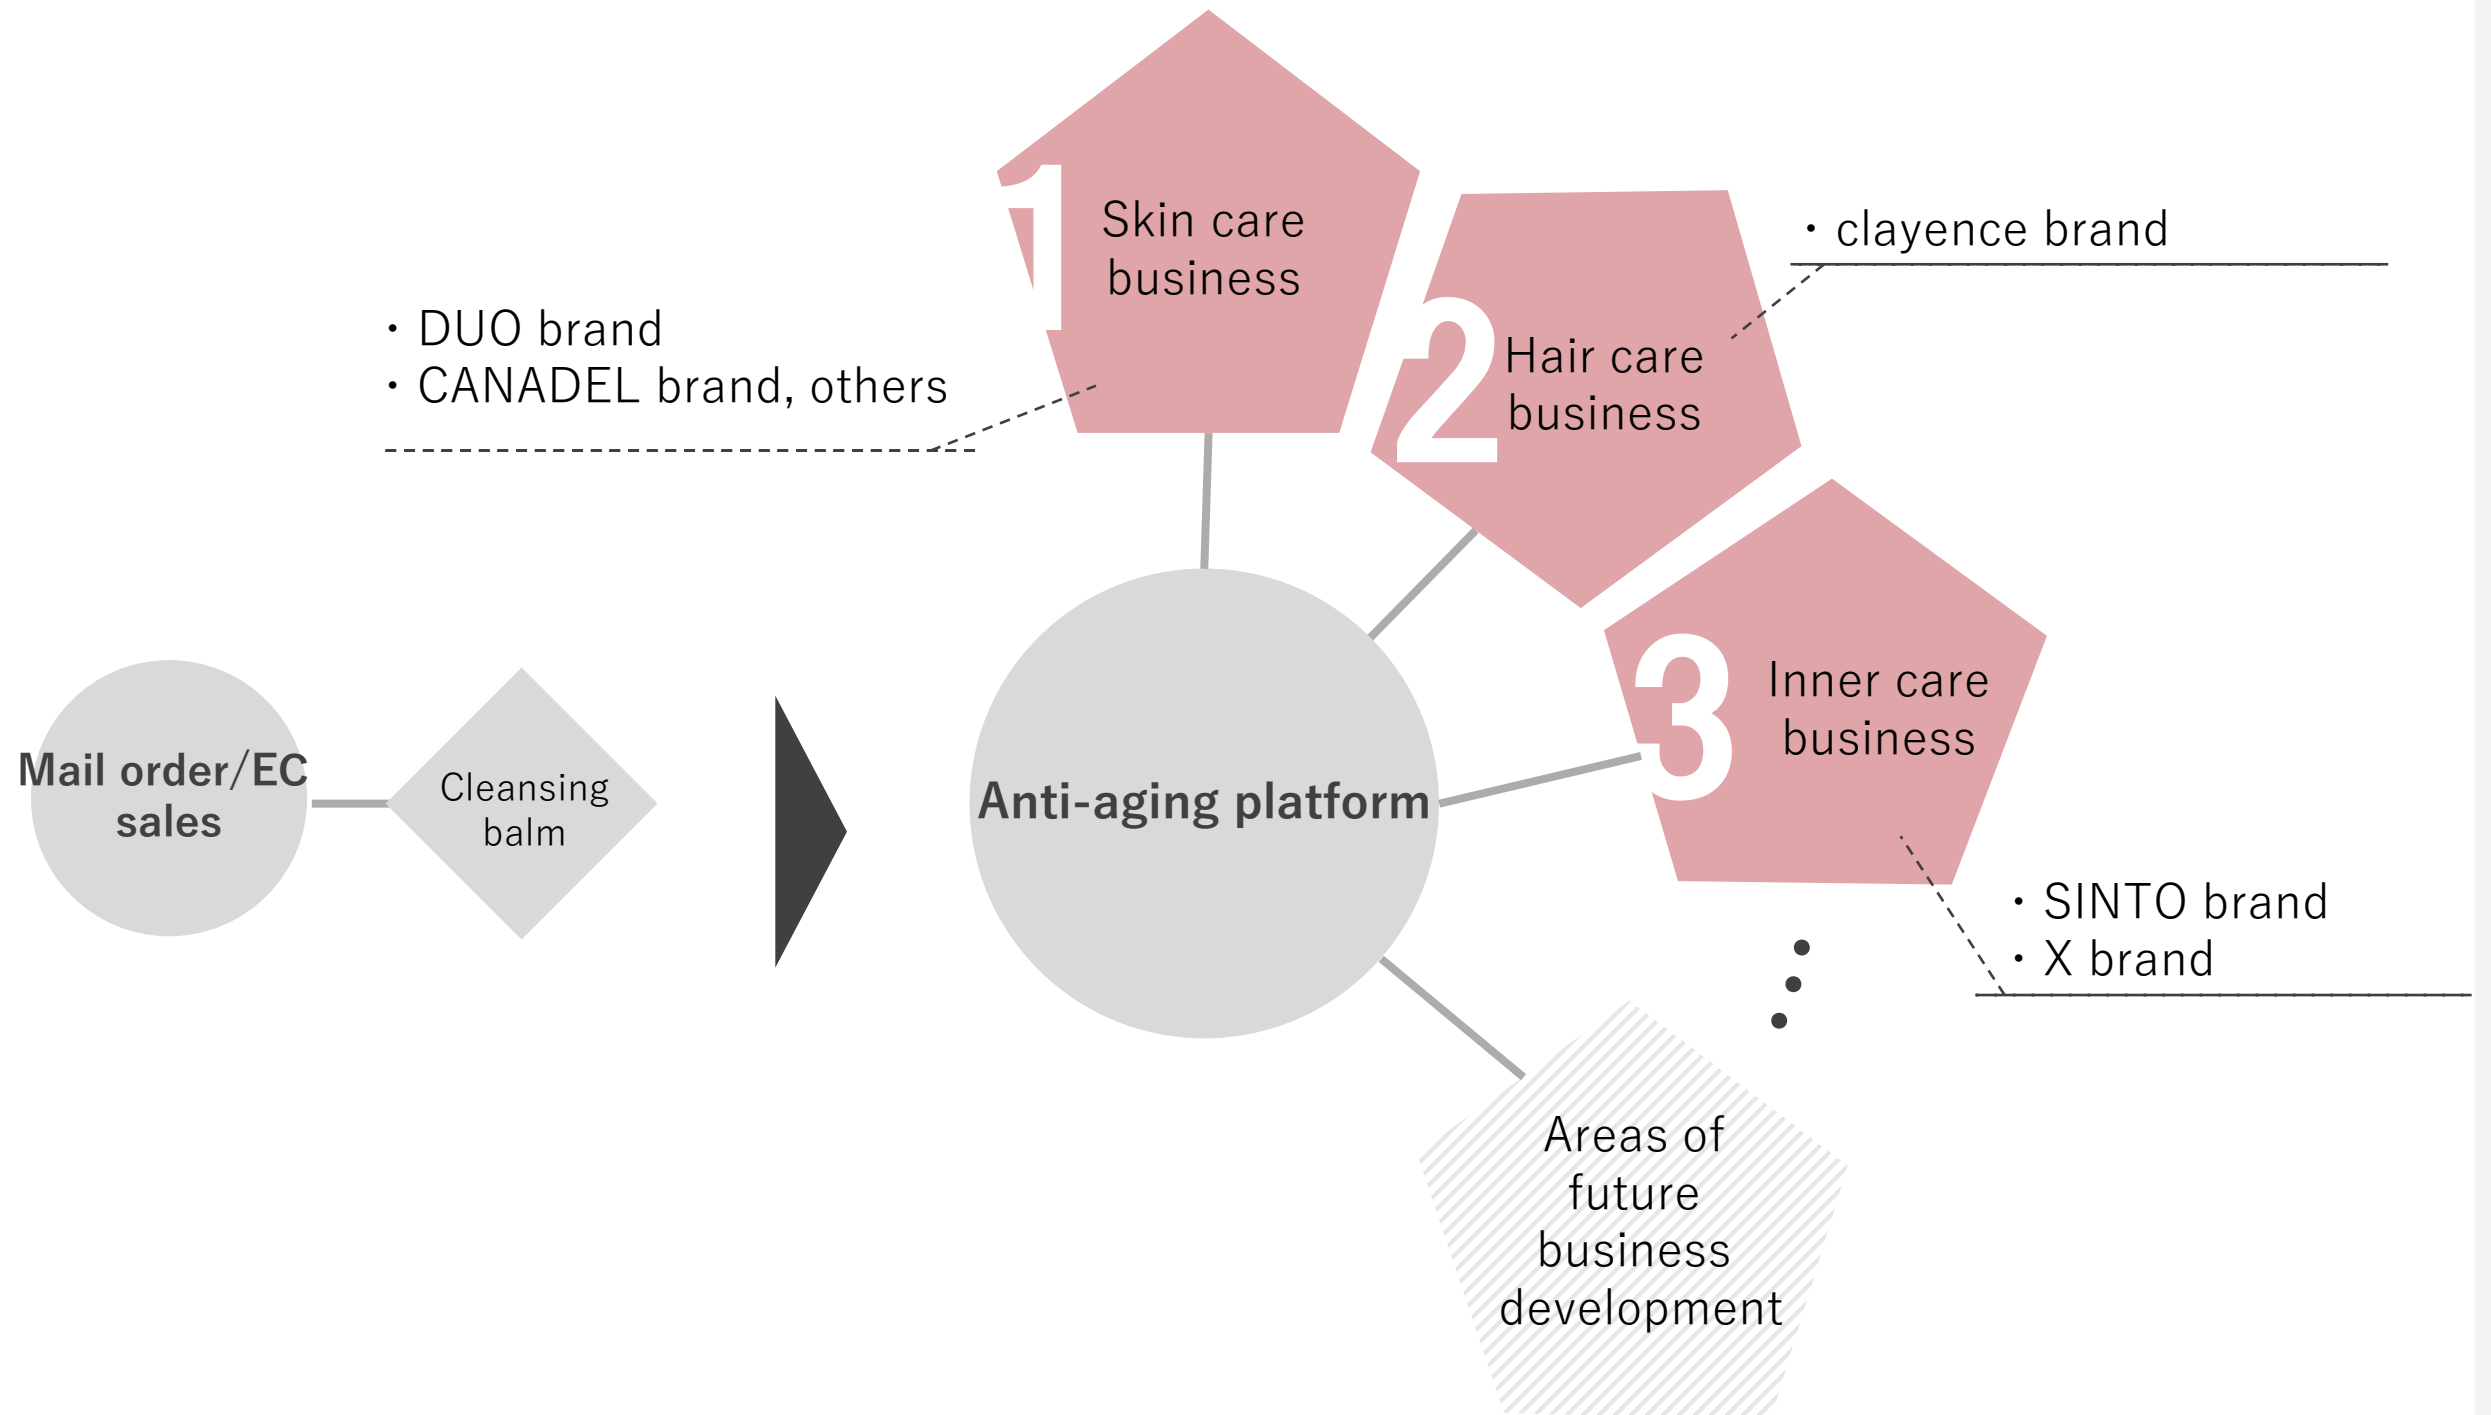 1
Skin care
business
・DUO brand
・CANADEL brand, others
2
Hair care
business
・clayence brand
3
Inner care
business
・SINTO brand
・X brand
Mail order/EC
sales
Cleansing
balm
Anti-aging platform
Areas of
future
business
development